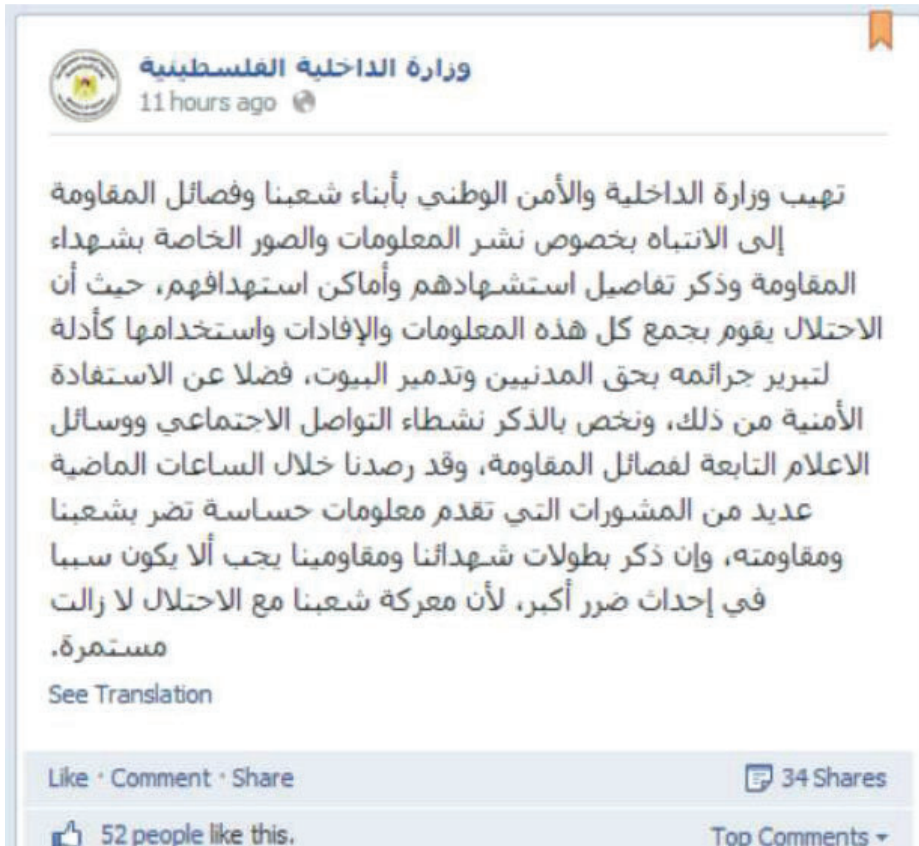 وزارة الداخلية الفلسطينية
11 hours ago
تهيب وزارة الداخلية والأمن الوطني بأبناء شعبنا وفصائل المقاومة
إلى الانتباه بخصوص نشر المعلومات والصور الخاصة بشهداء
المقاومة وذكر تفاصيل استشهادهم وأماكن استهدافهم، حيث أن
الاحتلال يقوم بجمع كل هذه المعلومات والإفادات واستخدامها كأدلة
لتبرير جرائمه بحق المدنيين وتدمير البيوت، فضلا عن الاستفادة
الأمنية من ذلك، ونخص بالذكر نشطاء التواصل الاجتماعي ووسائل
الاعلام التابعة لفصائل المقاومة، وقد رصدنا خلال الساعات الماضية
عديد من المشورات التي تقدم معلومات حساسة تضر بشعبنا
ومقاومته، وإن ذكر بطولات شهدائنا ومقاومينا يجب ألا يكون سببا
في إحداث ضرر أكبر، لأن معركة شعبنا مع الاحتلال لا زالت
مستمرة.
See Translation
Like · Comment · Share 34 Shares
52 people like this. Top Comments